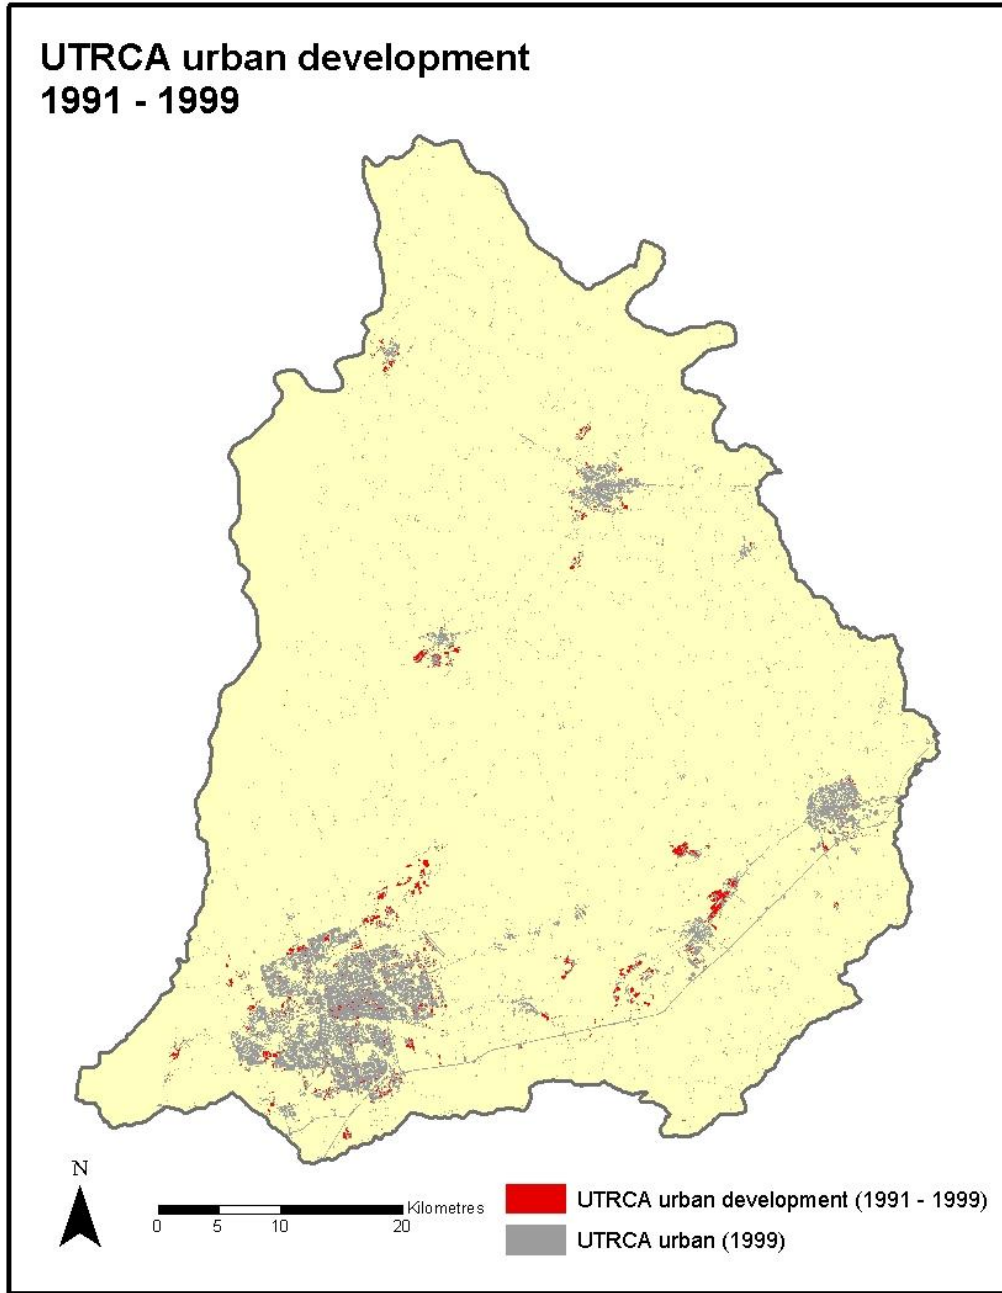 UTRCA urban development
1991 - 1999
N
Kilometres
0 5 10 20
UTRCA urban development (1991 - 1999)
UTRCA urban (1999)